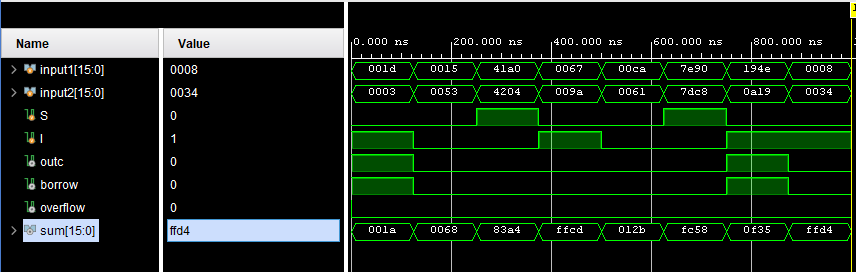 Name Value
0.000 ns 200.000 ns 400.000 ns 600.000 ns 800.000 ns
input1[15:0] 0008 001d 0015 41a0 0067 00ca 7e90 194e 0008
input2[15:0] 0034 0003 0053 4204 009a 0061 7dc8 0a19 0034
S 0
I 1
outc 0
borrow 0
overflow 0
sum[15:0] ffd4 001a 0068 83a4 ffcd 012b fc58 0f35 ffd4